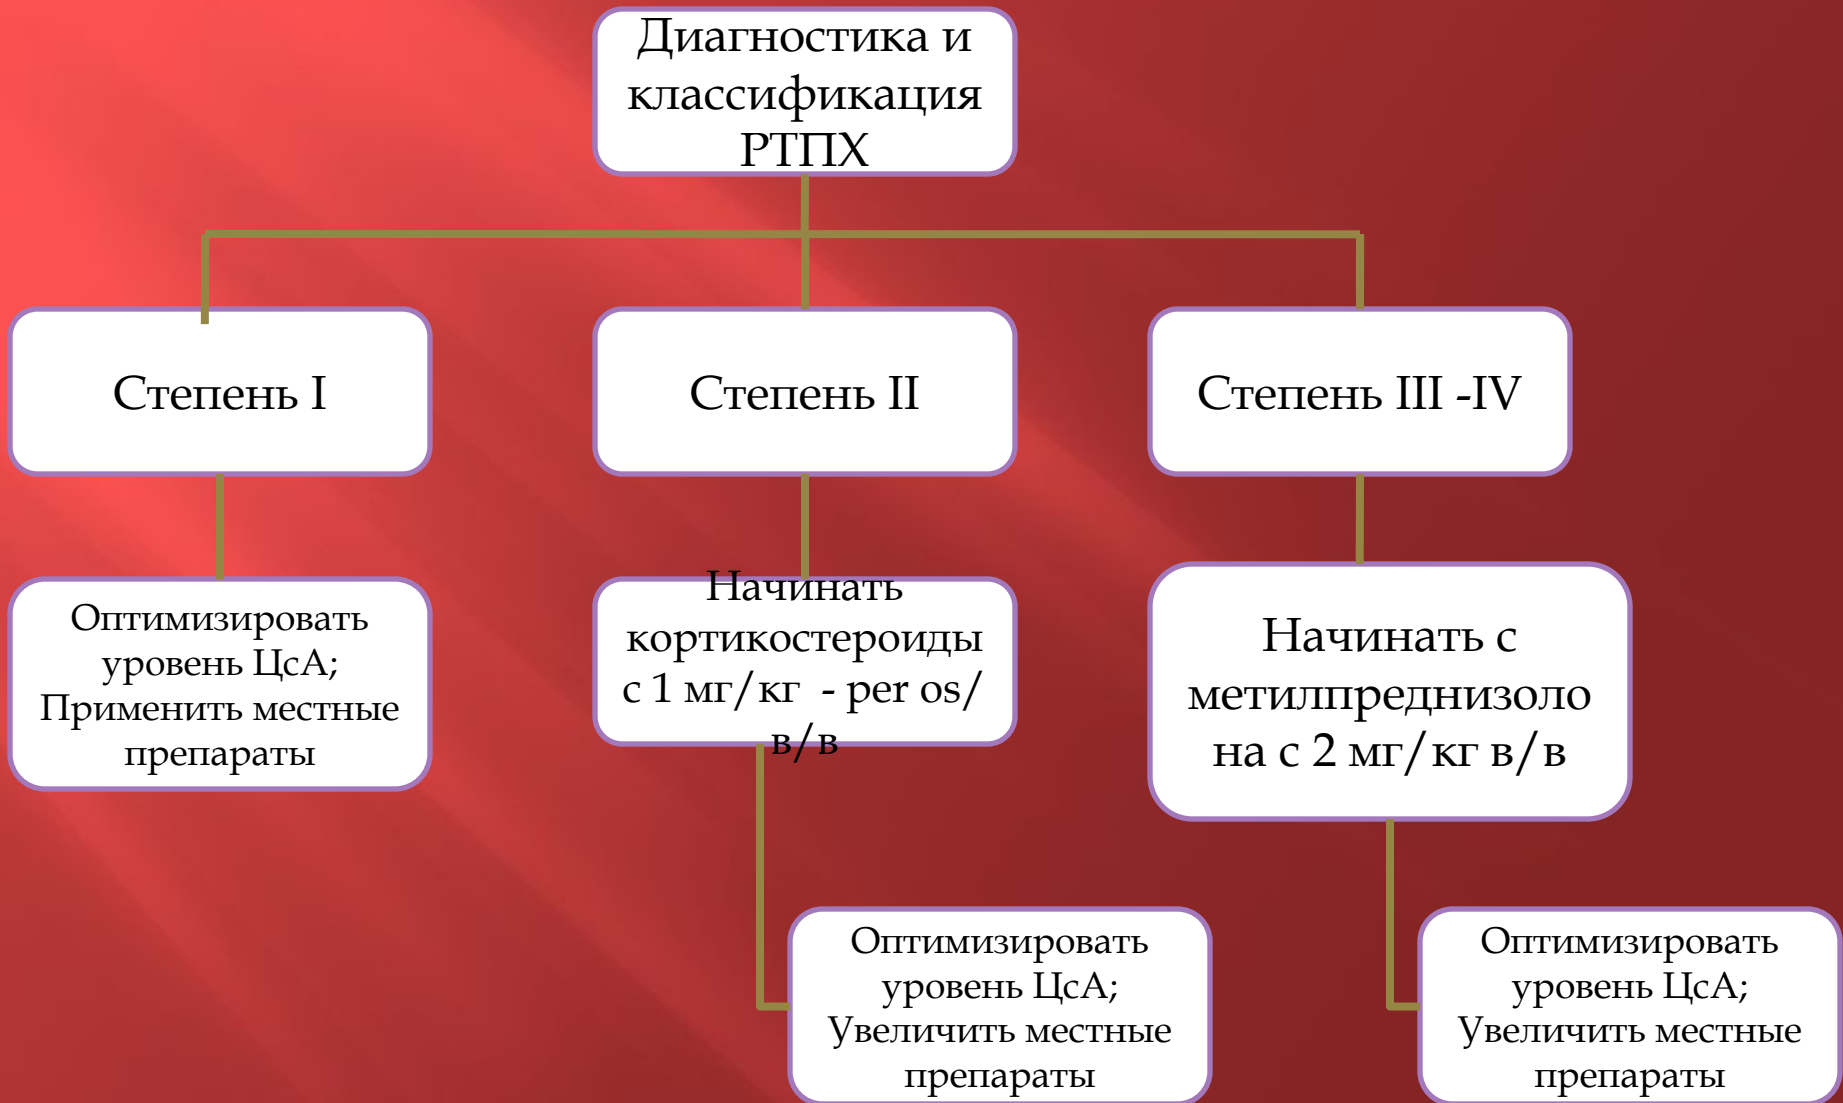 Диагностика и
классификация
РТПХ
Степень I
Степень II
Степень III -IV
Оптимизировать
уровень ЦсА;
Применить местные
препараты
Начинать
кортикостероиды
с 1 мг/кг - per os/
в/в
Начинать с
метилпреднизоло
на с 2 мг/кг в/в
Оптимизировать
уровень ЦсА;
Увеличить местные
препараты
Оптимизировать
уровень ЦсА;
Увеличить местные
препараты